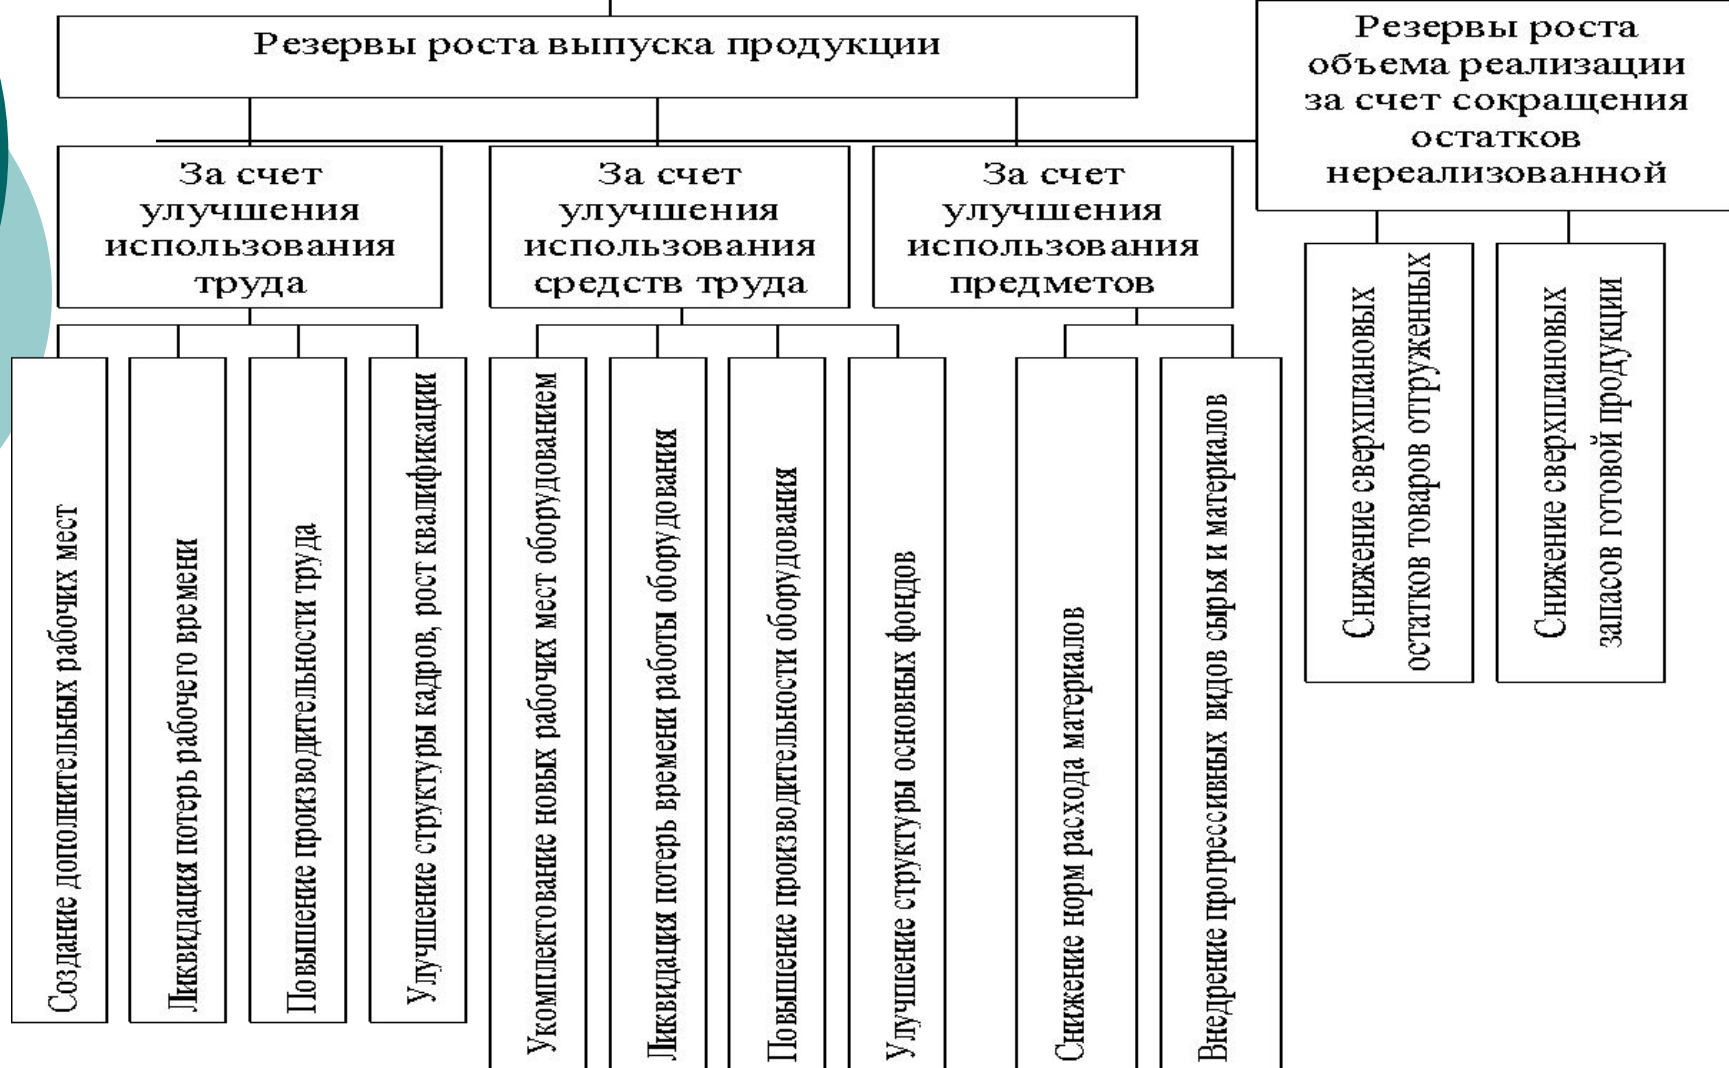 Резервы роста выпуска продукции
Резервы роста
объема реализации
за счет сокращения
остатков
нереализованной
За счет
улучшения
использования
труда
За счет
улучшения
использования
средств труда
За счет
улучшения
использования
предметов
Создание дополнительных рабочих мест
Ликвидация потерь рабочего времени
Повышение производительности труда
Улучшение структуры кадров, рост квалификации
Укомплектование новых рабочих мест оборудованием
Ликвидация потерь времени работы оборудования
Повышение производительности оборудования
Улучшение структуры основных фондов
Снижение норм расхода материалов
Внедрение прогрессивных видов сырья и материалов
Снижение сверхплановых
остатков товаров отгруженных
Снижение сверхплановых
запасов готовой продукции